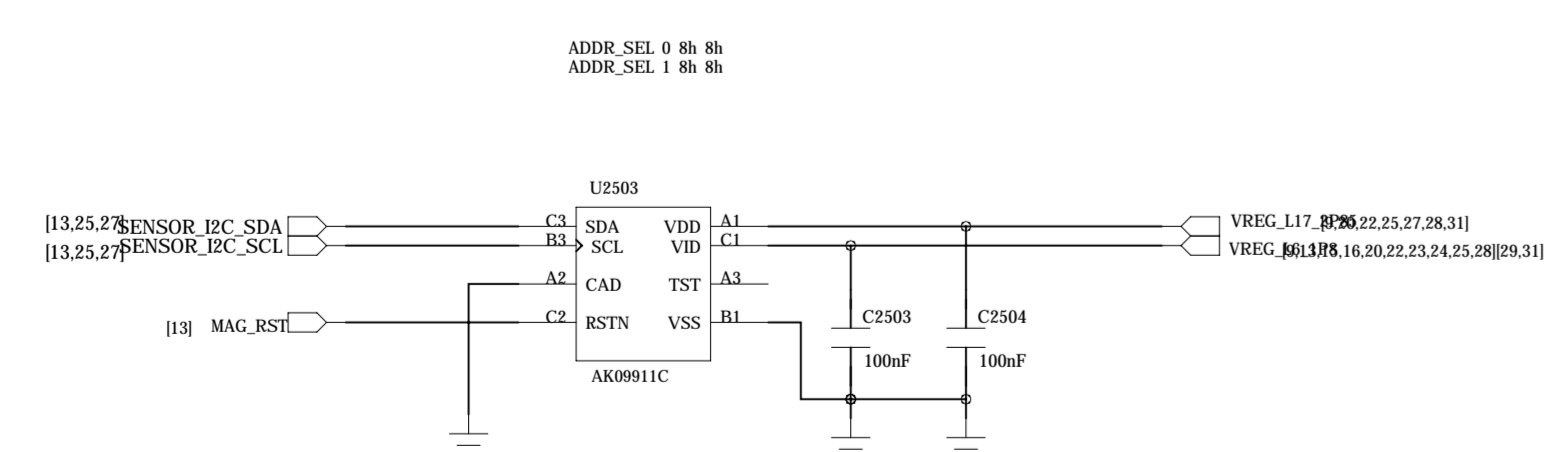 ADDR_SEL 0 8h 8h
ADDR_SEL 1 8h 8h
U2503
[13,25,27] SENSOR_I2C_SDA
C3 SDA VDD A1
VREG_L17_2P85
[13,25,27] SENSOR_I2C_SCL
B3 SCL VID C1
VREG_L6_1P8
A2 CAD TST A3
[13] MAG_RST
C2 RSTN VSS B1
C2503
100nF
C2504
100nF
AK09911C